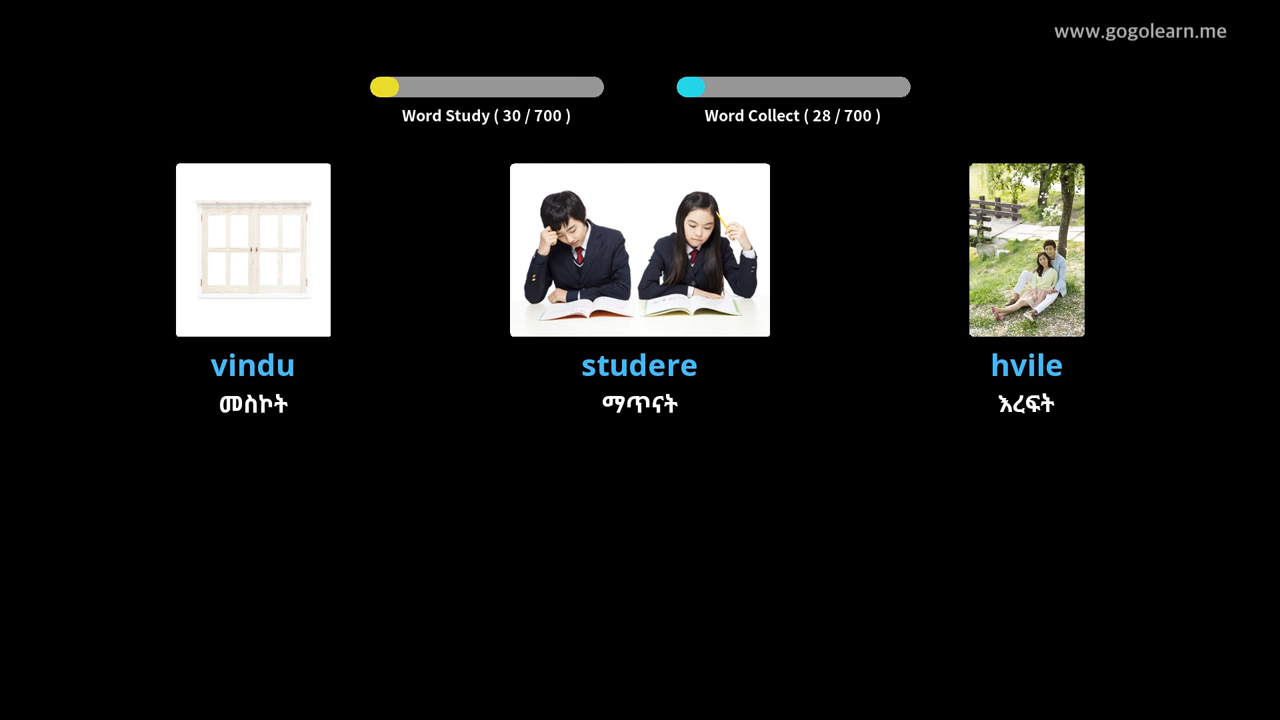 www.gogolearn.me
Word Study ( 30 / 700 )
Word Collect ( 28 / 700 )
vindu
studere
hvile
መስኮት
ማጥናት
እረፍት